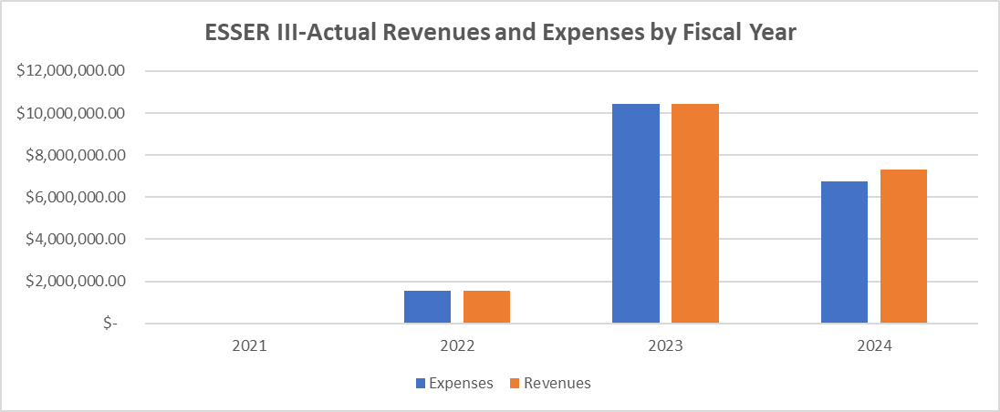 ESSER III-Actual Revenues and Expenses by Fiscal Year
$12,000,000.00
$10,000,000.00
$8,000,000.00
$6,000,000.00
$4,000,000.00
$2,000,000.00
$-
2021 2022 2023 2024
Expenses Revenues